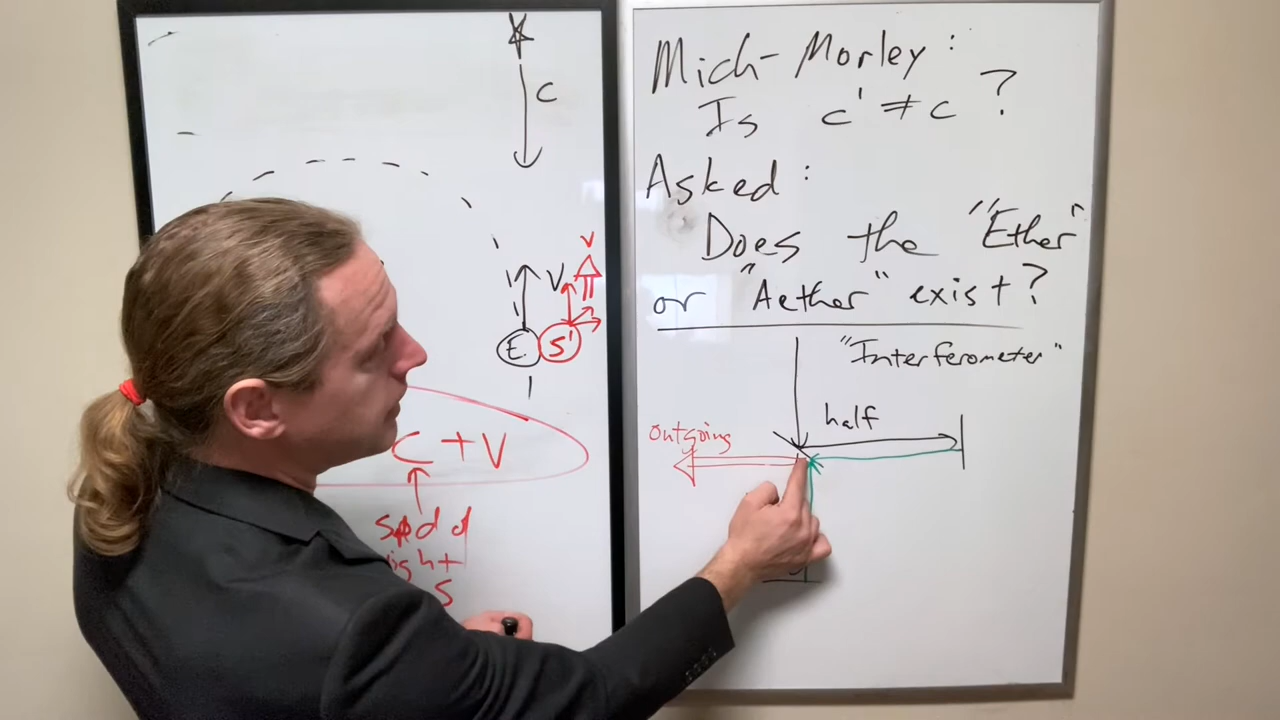 C
V
V
E
S'
C + V
S
Mich-Morley:
Is c' ≠ c ?
Asked:
Does the "Ether"
or "Aether" exist?
"Interferometer"
half
outgoing